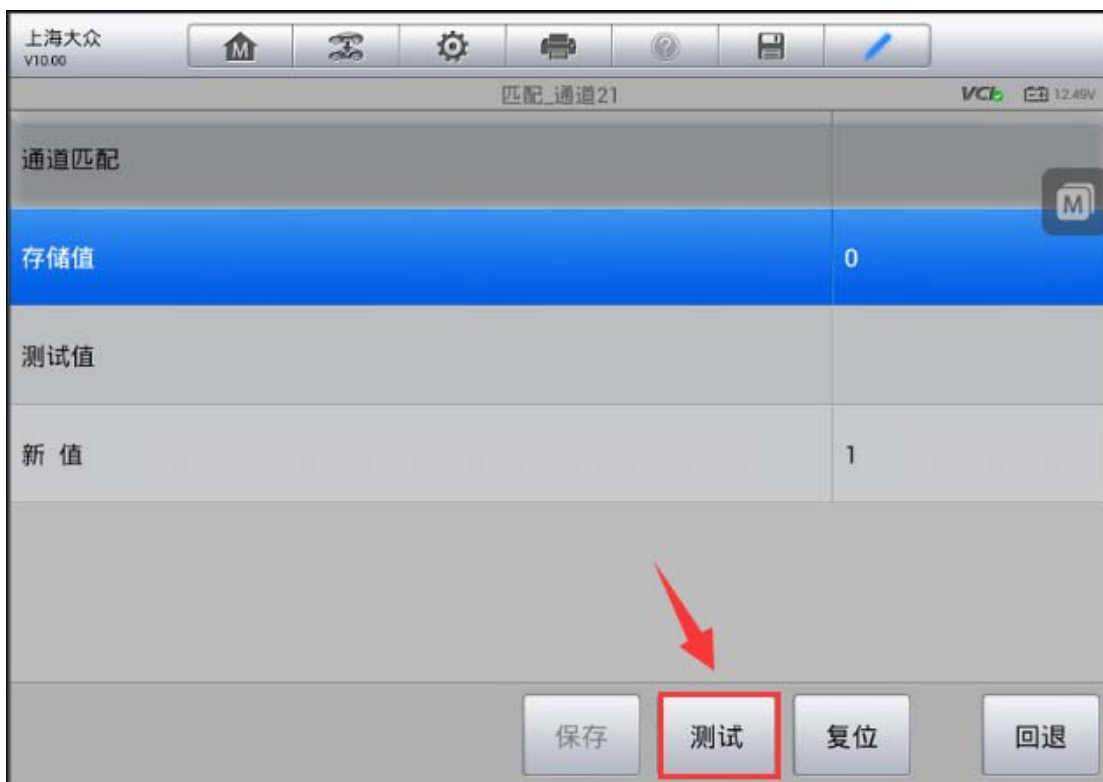 上海大众
V10.00
M
匹配_通道21
VCI 12.49V
通道匹配
M
存储值 0
测试值
新 值 1
保存 测试 复位 回退